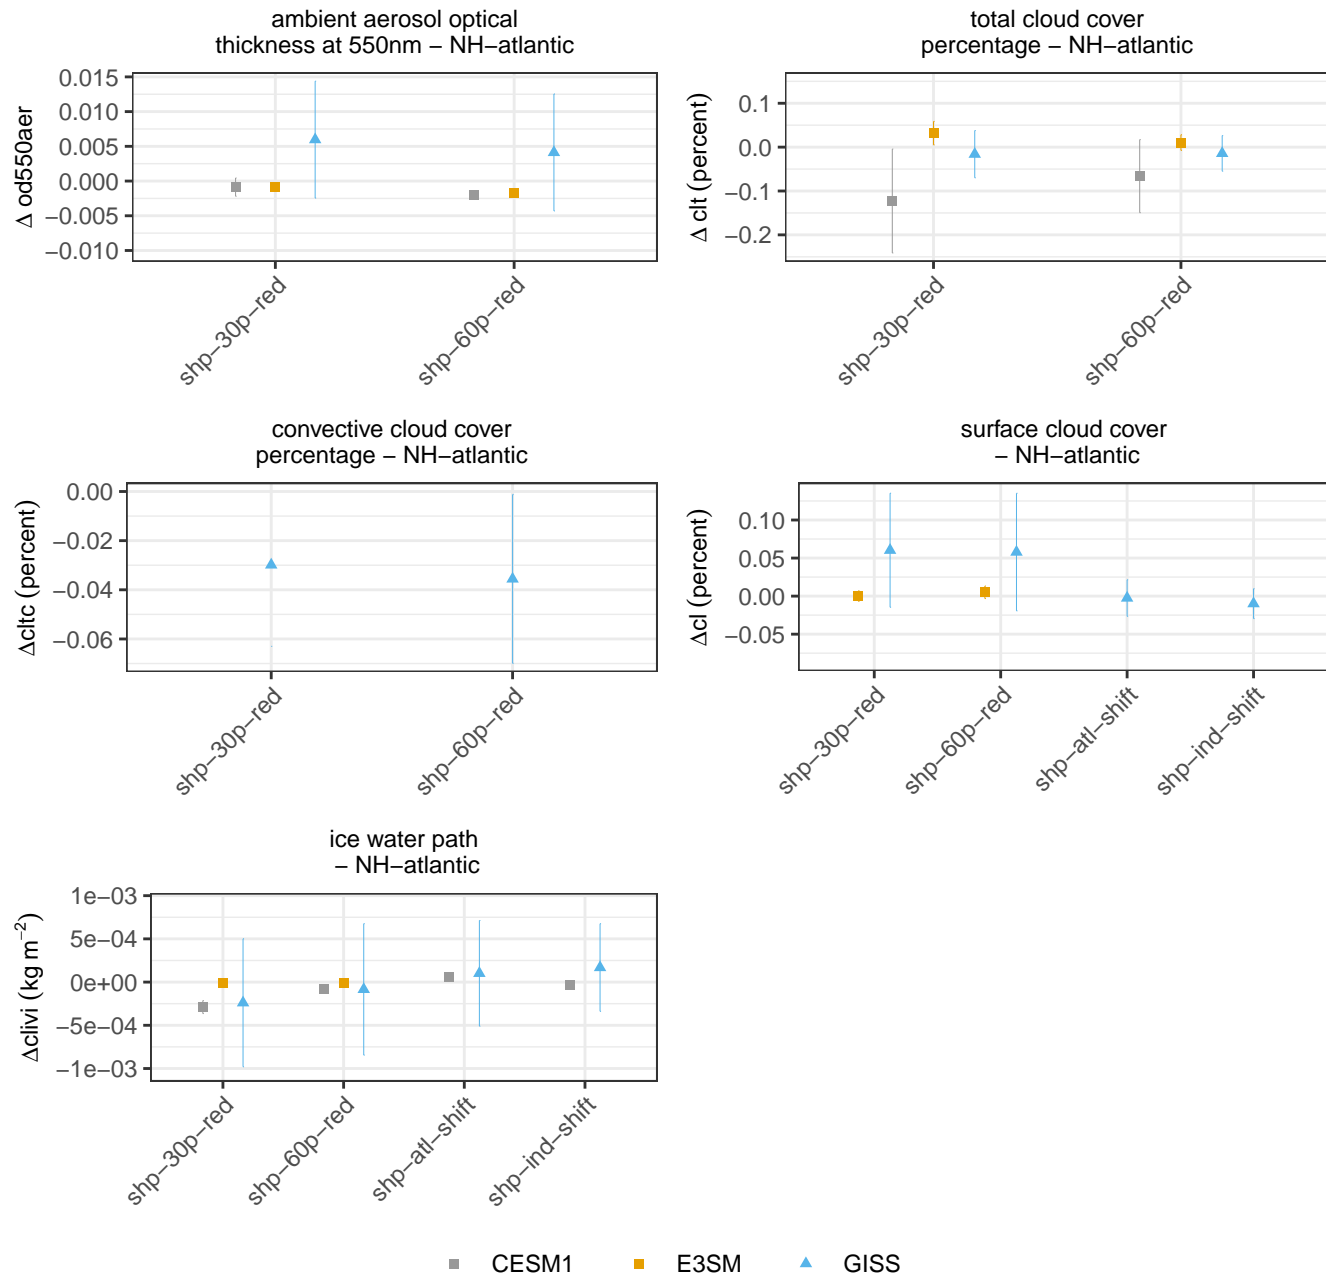 ambient aerosol optical
thickness at 550nm − NH−atlantic
Δ od550aer
0.015
0.010
0.005
0.000
−0.005
−0.010
shp−30p−red
shp−60p−red
total cloud cover
percentage − NH−atlantic
Δ clt (percent)
0.1
0.0
−0.1
−0.2
shp−30p−red
shp−60p−red
convective cloud cover
percentage − NH−atlantic
Δcltc (percent)
0.00
−0.02
−0.04
−0.06
shp−30p−red
shp−60p−red
surface cloud cover
− NH−atlantic
Δcl (percent)
0.10
0.05
0.00
−0.05
shp−30p−red
shp−60p−red
shp−atl−shift
shp−ind−shift
ice water path
− NH−atlantic
Δclivi (kg m⁻²)
1e−03
5e−04
0e+00
−5e−04
−1e−03
shp−30p−red
shp−60p−red
shp−atl−shift
shp−ind−shift
CESM1 E3SM GISS